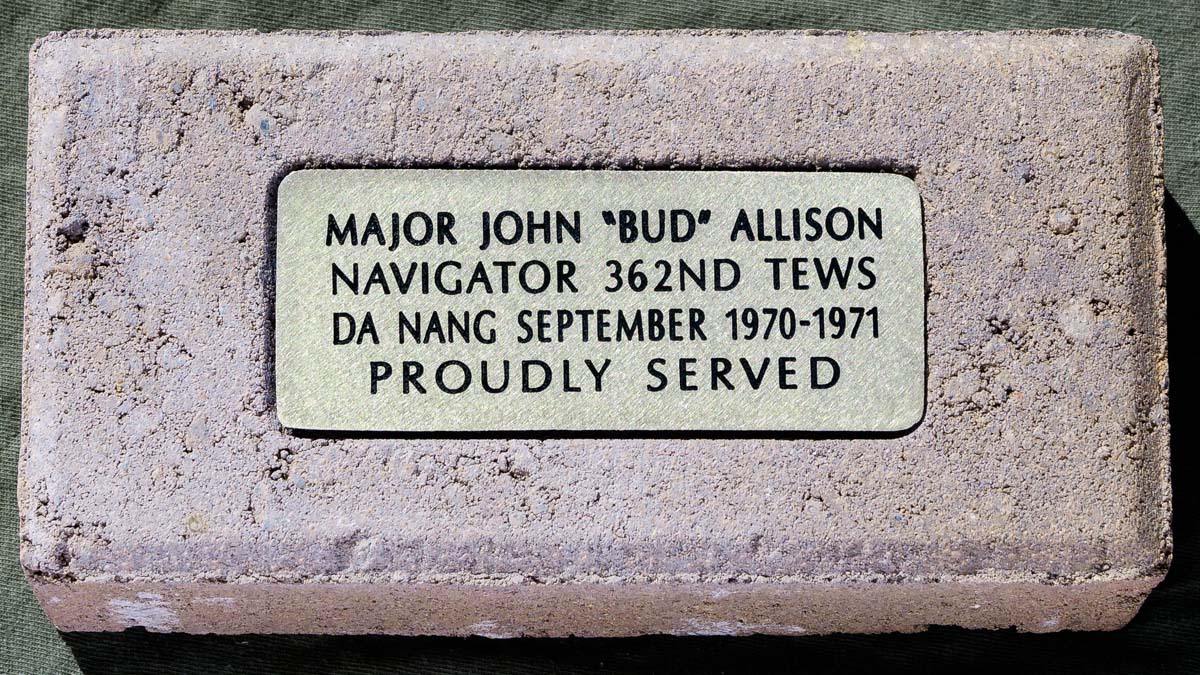 MAJOR JOHN "BUD" ALLISON
NAVIGATOR 362ND TEWS
DA NANG SEPTEMBER 1970-1971
PROUDLY SERVED